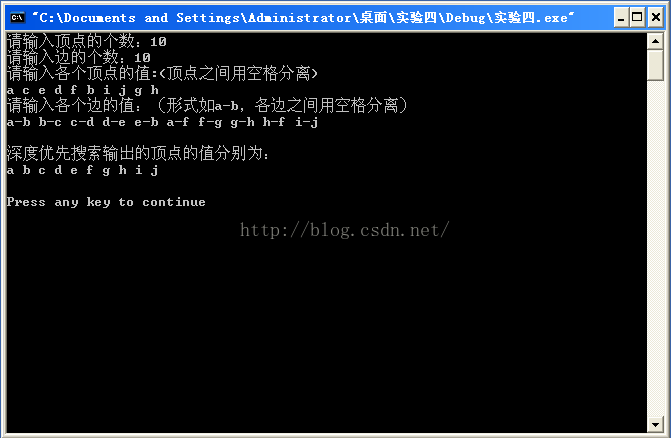 "C:\Documents and Settings\Administrator\桌面\实验四\Debug\实验四.exe"
请输入顶点的个数：10
请输入边的个数：10
请输入各个顶点的值:(顶点之间用空格分离)
a c e d f b i j g h
请输入各个边的值：（形式如a-b，各边之间用空格分离）
a-b b-c c-d d-e e-b a-f f-g g-h h-f i-j
深度优先搜索输出的顶点的值分别为：
a b c d e f g h i j
Press any key to continue
http://blog.csdn.net/